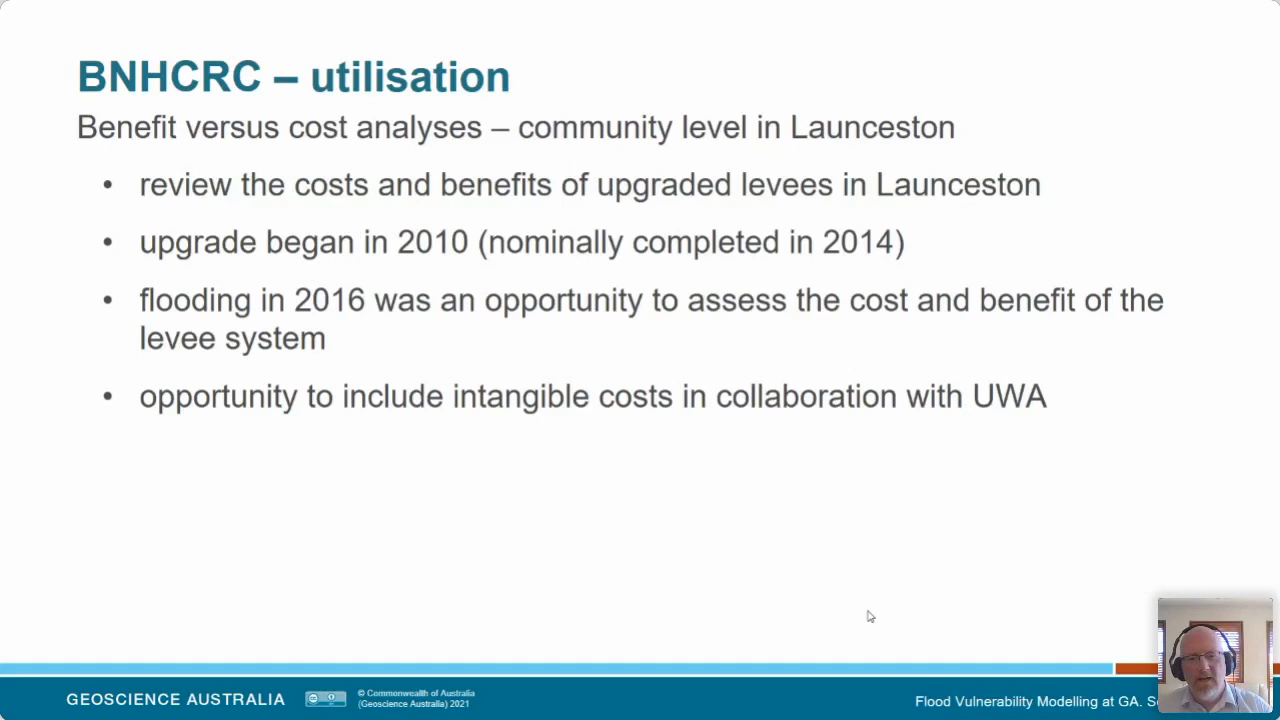 BNHCRC – utilisation
Benefit versus cost analyses – community level in Launceston
• review the costs and benefits of upgraded levees in Launceston
• upgrade began in 2010 (nominally completed in 2014)
• flooding in 2016 was an opportunity to assess the cost and benefit of the
levee system
• opportunity to include intangible costs in collaboration with UWA
GEOSCIENCE AUSTRALIA
© Commonwealth of Australia
(Geoscience Australia) 2021
Flood Vulnerability Modelling at GA.